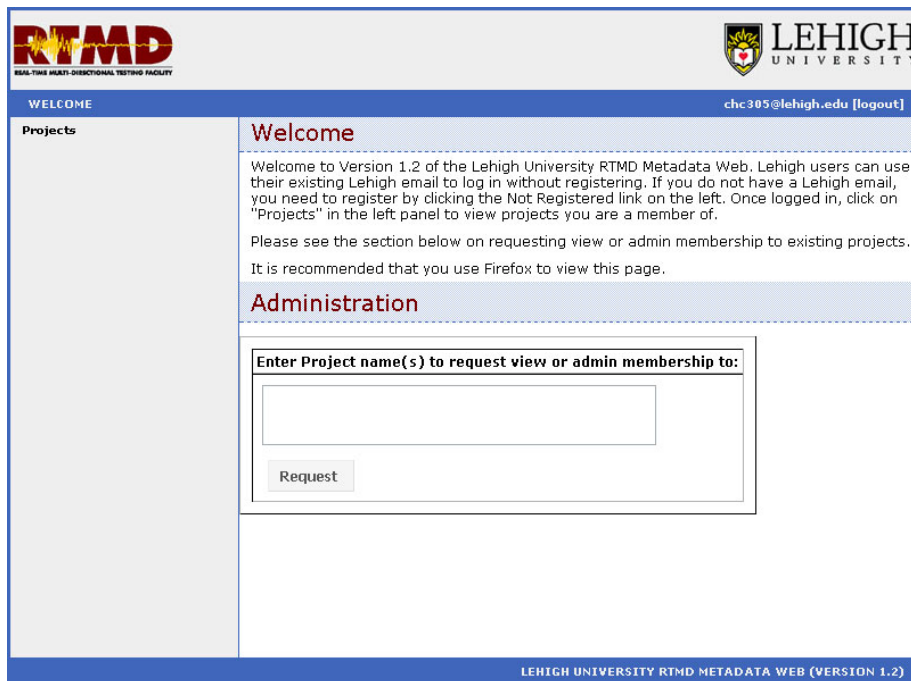 RTMD
REAL-TIME MULTI-DIRECTIONAL TESTING FACILITY
LEHIGH
UNIVERSITY
WELCOME
chc305@lehigh.edu [logout]
Projects
Welcome
Welcome to Version 1.2 of the Lehigh University RTMD Metadata Web. Lehigh users can use
their existing Lehigh email to log in without registering. If you do not have a Lehigh email,
you need to register by clicking the Not Registered link on the left. Once logged in, click on
"Projects" in the left panel to view projects you are a member of.
Please see the section below on requesting view or admin membership to existing projects.
It is recommended that you use Firefox to view this page.
Administration
Enter Project name(s) to request view or admin membership to:
Request
LEHIGH UNIVERSITY RTMD METADATA WEB (VERSION 1.2)